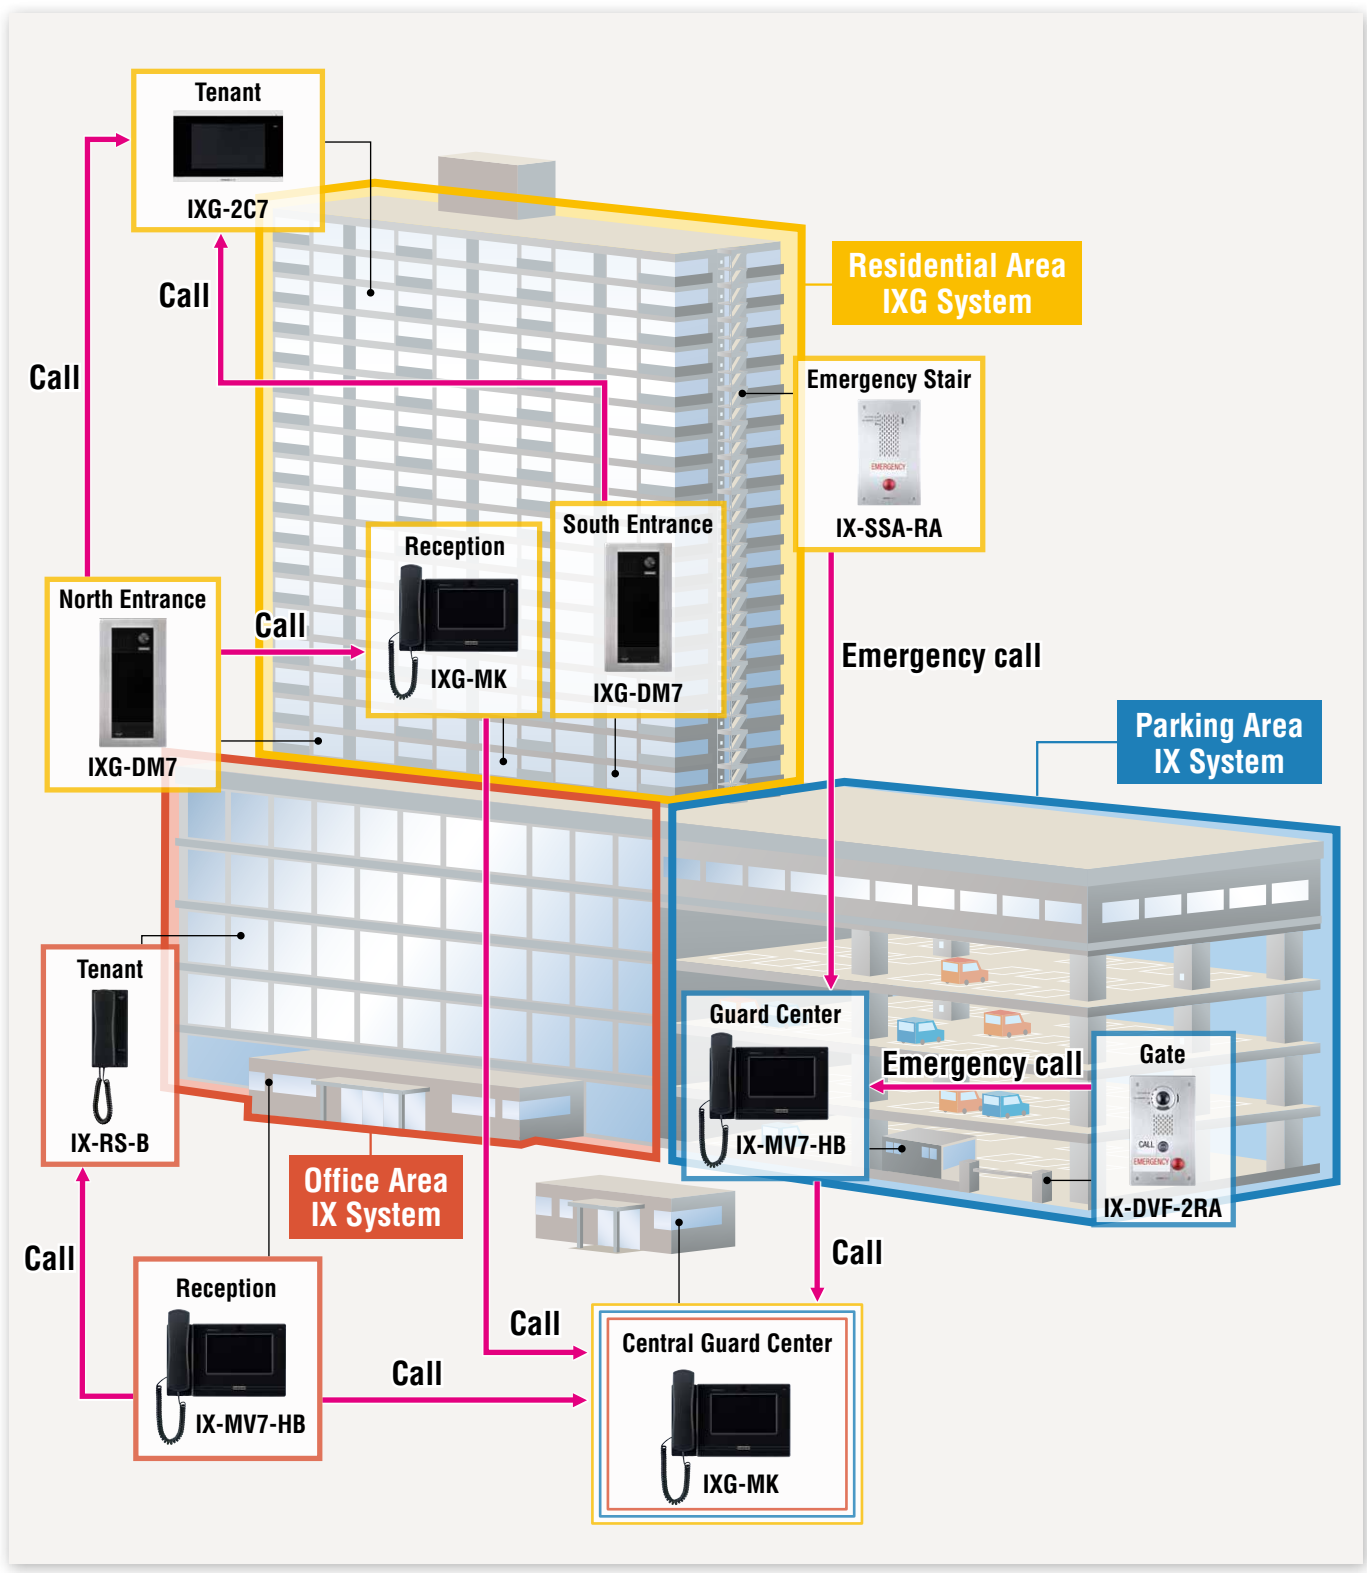 Tenant
IXG-2C7
Residential Area
IXG System
Call
Call
Emergency Stair
EMERGENCY
IX-SSA-RA
South Entrance
IXG-DM7
Reception
IXG-MK
North Entrance
IXG-DM7
Call
Emergency call
Parking Area
IX System
Tenant
IX-RS-B
Guard Center
IX-MV7-HB
Emergency call
Gate
CALL
EMERGENCY
IX-DVF-2RA
Office Area
IX System
Call
Call
Reception
IX-MV7-HB
Call
Call
Central Guard Center
IXG-MK